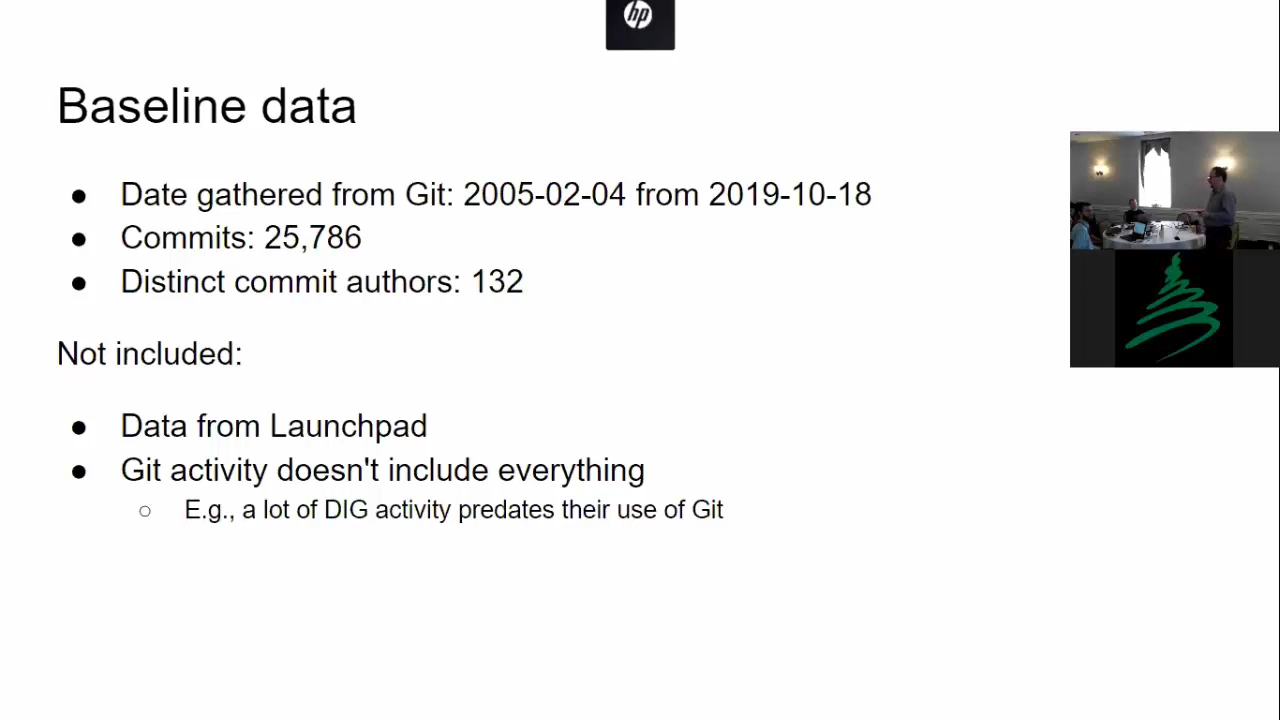 hp
Baseline data
● Date gathered from Git: 2005-02-04 from 2019-10-18
● Commits: 25,786
● Distinct commit authors: 132
Not included:
● Data from Launchpad
● Git activity doesn't include everything
○ E.g., a lot of DIG activity predates their use of Git